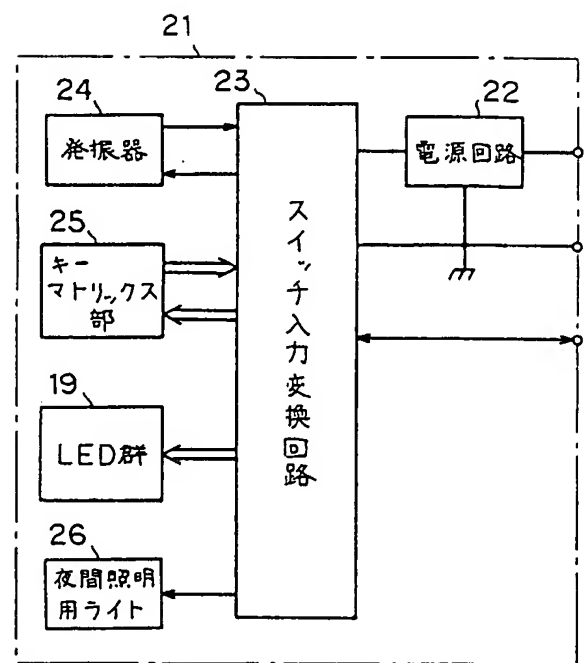 21
24
発振器
23
スイッチ入力変換回路
22
電源回路
25
キー
マトリックス
部
19
LED群
26
夜間照明
用ライト